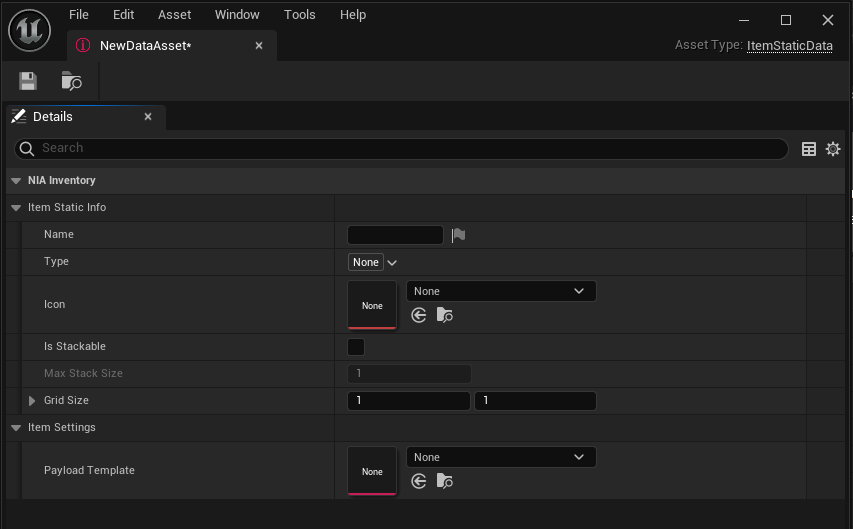 File Edit Asset Window Tools Help
NewDataAsset*
Asset Type: ItemStaticData
Details
Search
NIA Inventory
Item Static Info
Name
Type None
Icon None None
Is Stackable
Max Stack Size 1
Grid Size 1 1
Item Settings
Payload Template None None